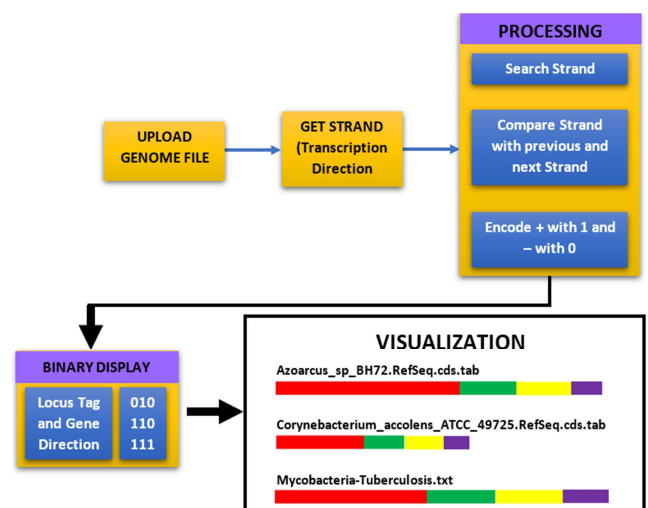 PROCESSING
Search Strand
UPLOAD
GENOME FILE
GET STRAND
(Transcription
Direction
Compare Strand
with previous and
next Strand
Encode + with 1 and
– with 0
BINARY DISPLAY
Locus Tag
and Gene
Direction
010
110
111
VISUALIZATION
Azoarcus_sp_BH72.RefSeq.cds.tab
Corynebacterium_accolens_ATCC_49725.RefSeq.cds.tab
Mycobacteria-Tuberculosis.txt